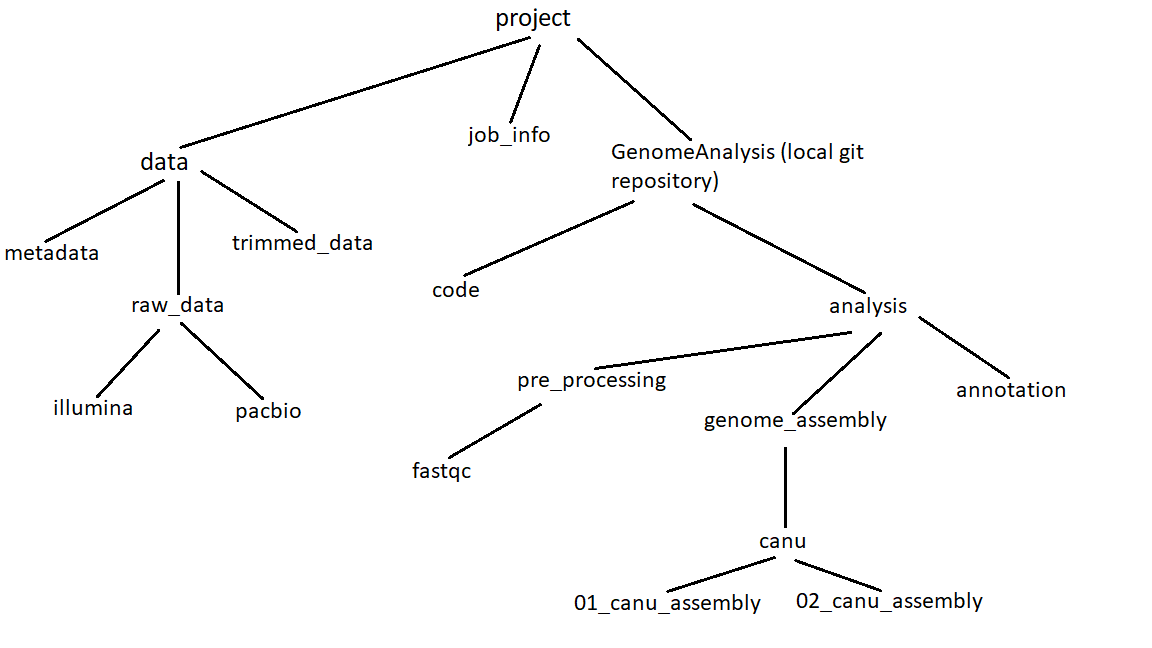 project
job_info
data
GenomeAnalysis (local git
repository)
metadata
trimmed_data
code
raw_data
analysis
illumina
pacbio
pre_processing
annotation
genome_assembly
fastqc
canu
01_canu_assembly
02_canu_assembly